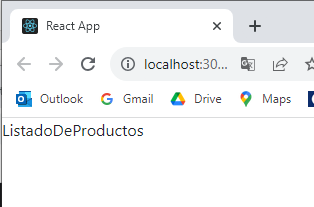 React App
localhost:30...
Outlook
Gmail
Drive
Maps
ListadoDeProductos